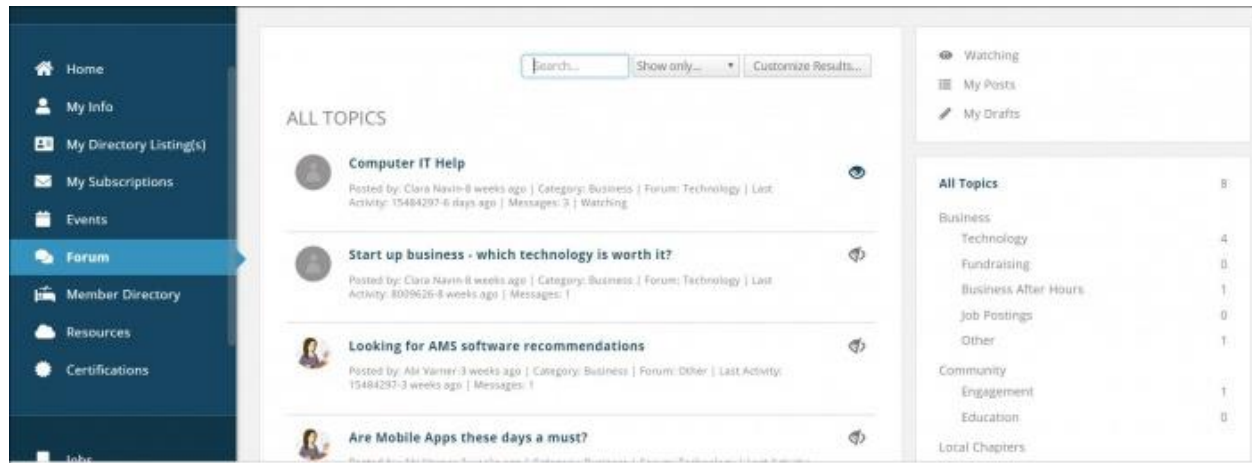 Home
My Info
My Directory Listing(s)
My Subscriptions
Events
Forum
Member Directory
Resources
Certifications
Jobs
Search...
Show only...
Customize Results...
ALL TOPICS
Computer IT Help
Posted by: Clara Navin-8 weeks ago | Category: Business | Forum: Technology | Last
Activity: 15484297-6 days ago | Messages: 3 | Watching
Start up business - which technology is worth it?
Posted by: Clara Navin-8 weeks ago | Category: Business | Forum: Technology | Last
Activity: 8009626-8 weeks ago | Messages: 1
Looking for AMS software recommendations
Posted by: Abi Varner-3 weeks ago | Category: Business | Forum: Other | Last Activity:
15484297-3 weeks ago | Messages: 1
Are Mobile Apps these days a must?
Watching
My Posts
My Drafts
All Topics 8
Business
Technology 4
Fundraising 0
Business After Hours 1
Job Postings 0
Other 1
Community
Engagement 1
Education 0
Local Chapters